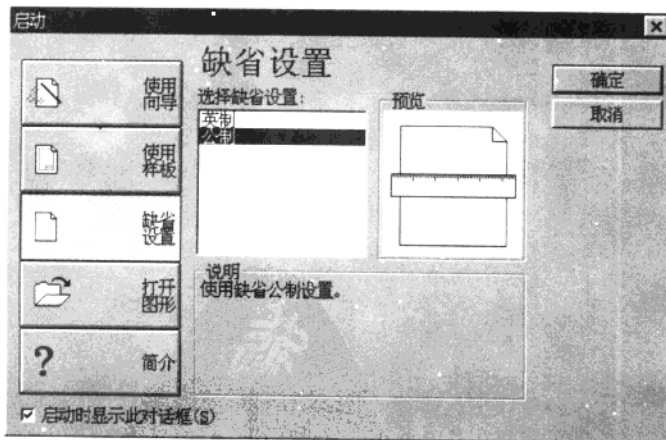 启动
缺省设置
使用
向导
选择缺省设置:
英制
公制
预览
确定
取消
使用
样板
缺省
设置
打开
图形
说明
使用缺省公制设置。
?
简介
启动时显示此对话框(S)